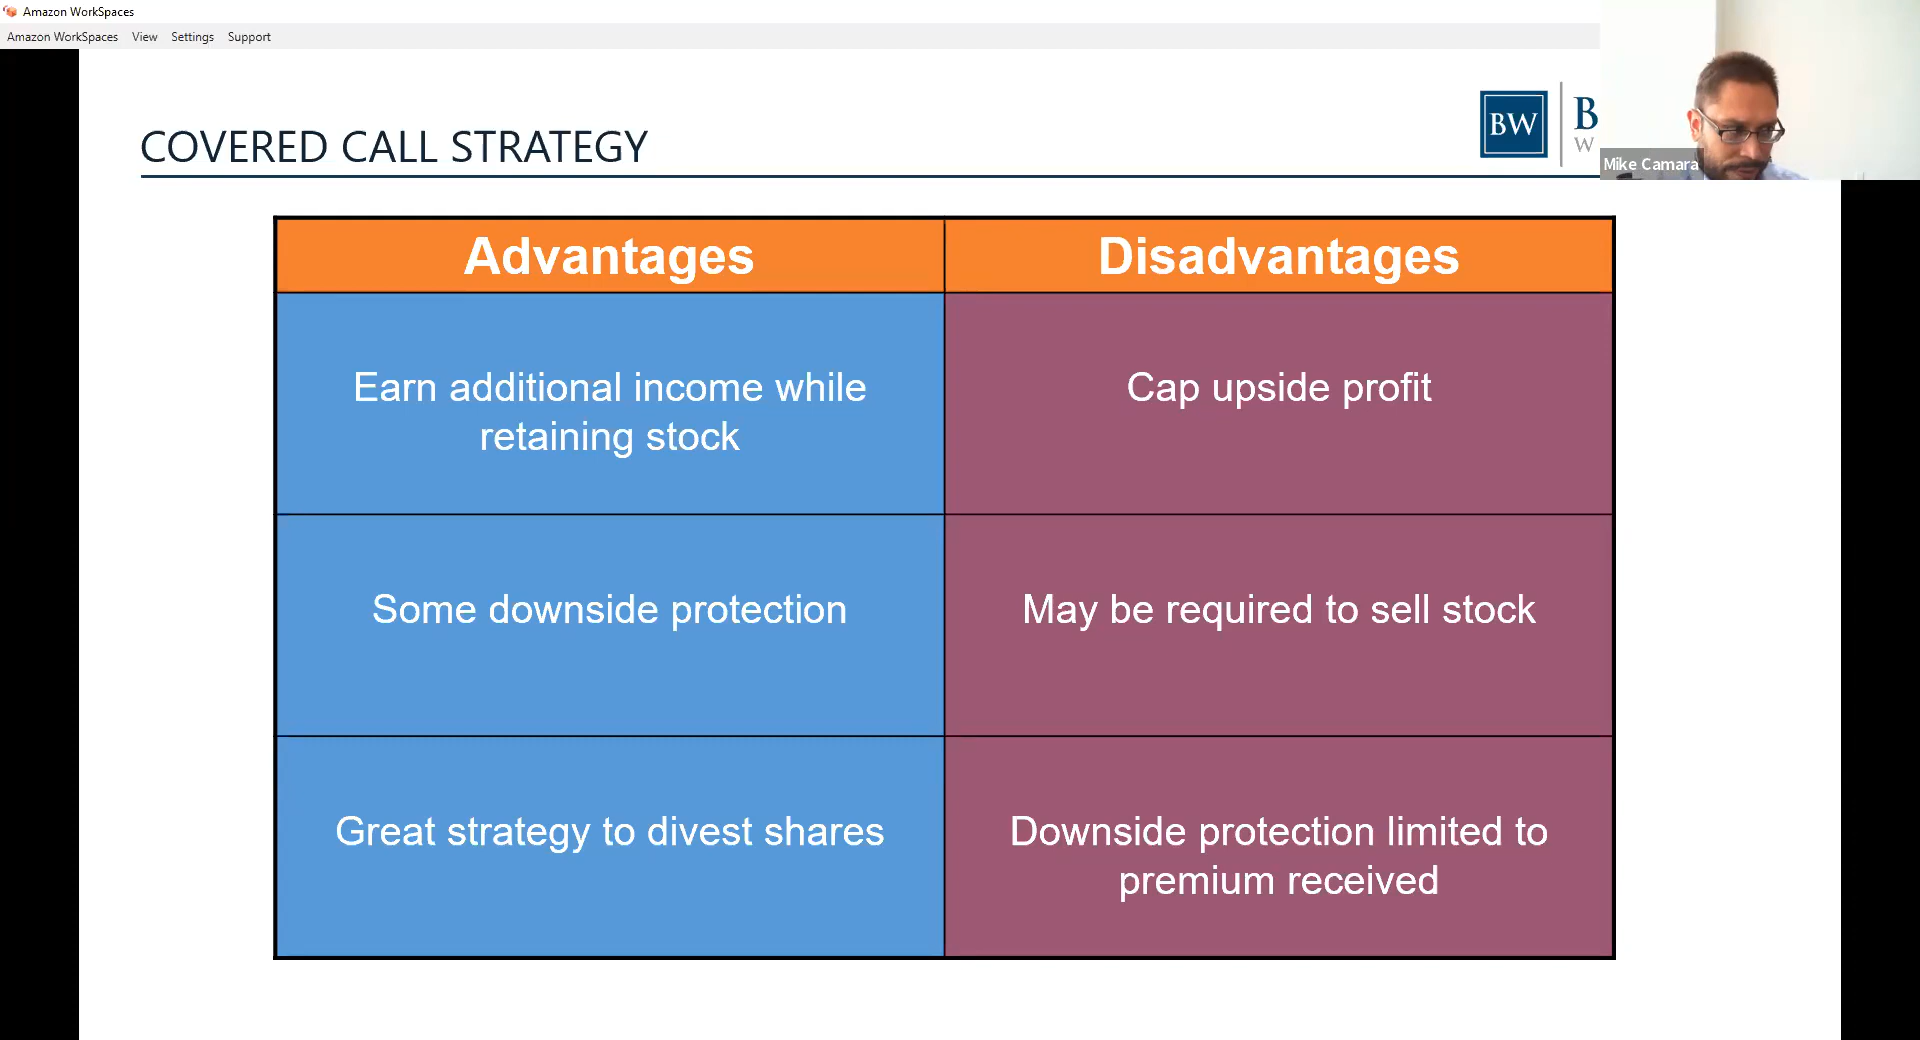 Amazon WorkSpaces
Amazon WorkSpaces View Settings Support
COVERED CALL STRATEGY
BW
B
W
Mike Camara
Advantages Disadvantages
Earn additional income while
retaining stock
Cap upside profit
Some downside protection
May be required to sell stock
Great strategy to divest shares
Downside protection limited to
premium received